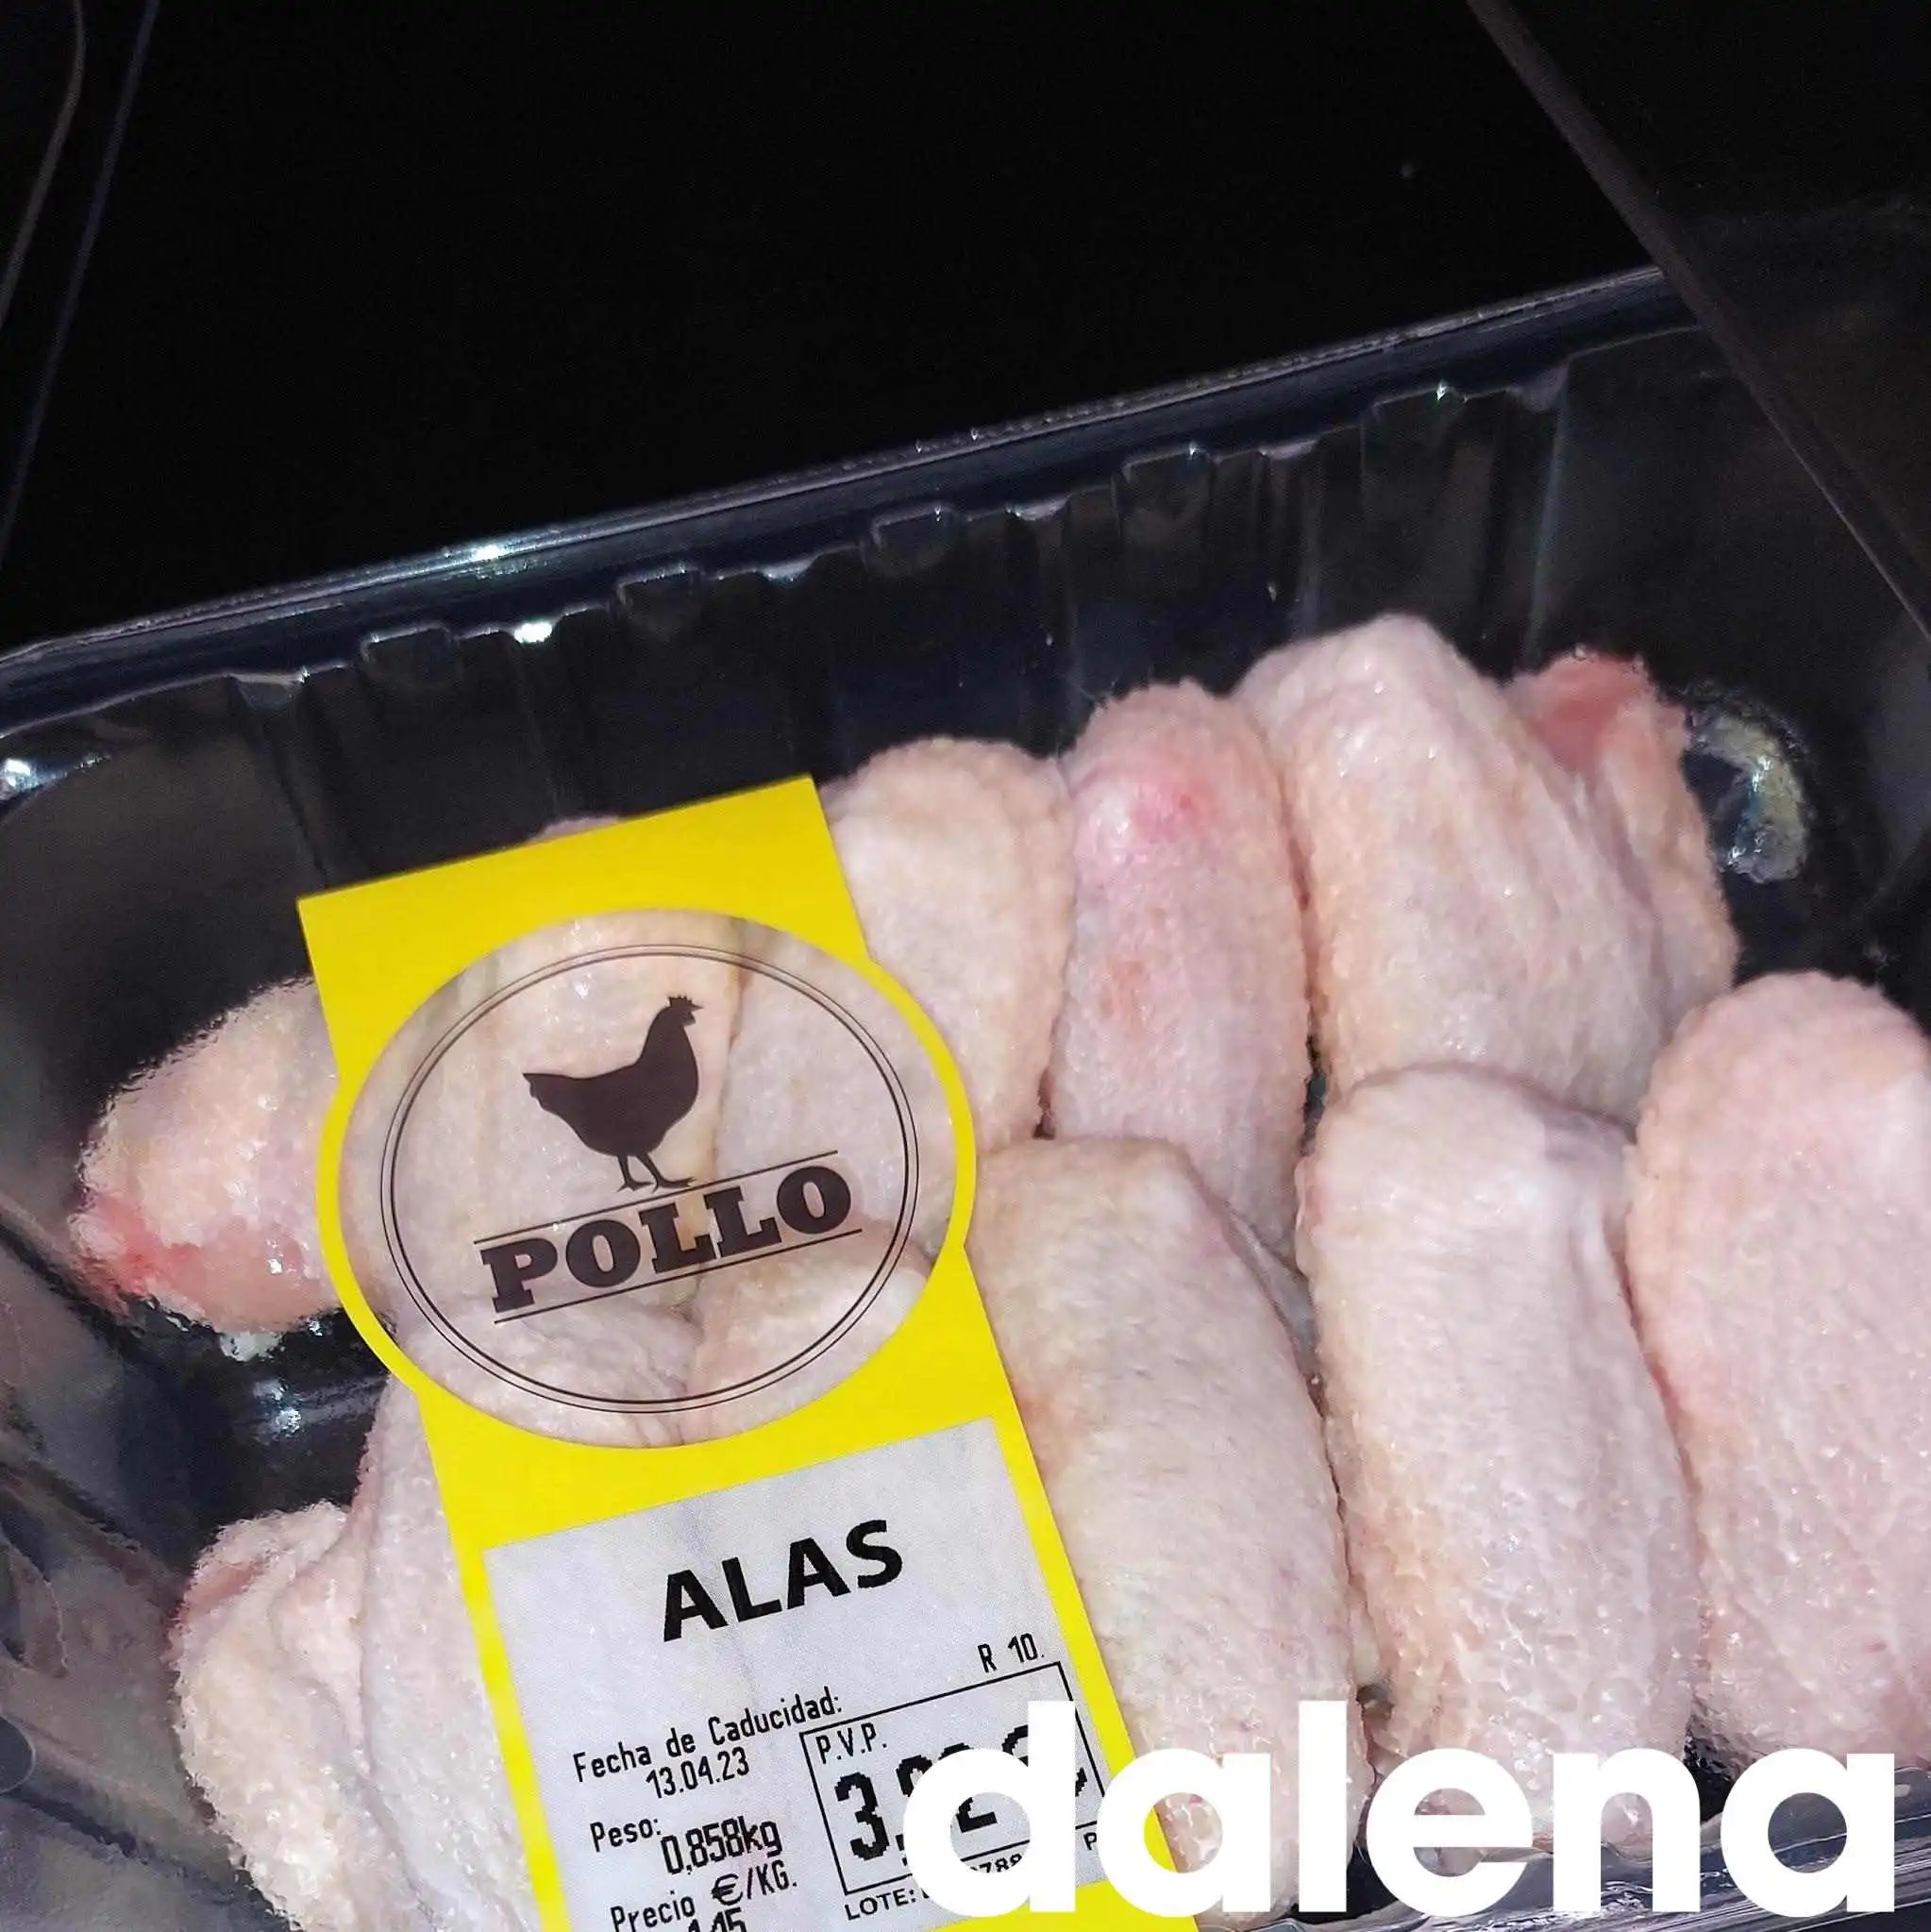 POLLO
ALAS
R 10.
Fecha de Caducidad:
13.04.23
P.V.P.
Peso:
0,858kg
Precio €/KG.
LOTE:
dalena